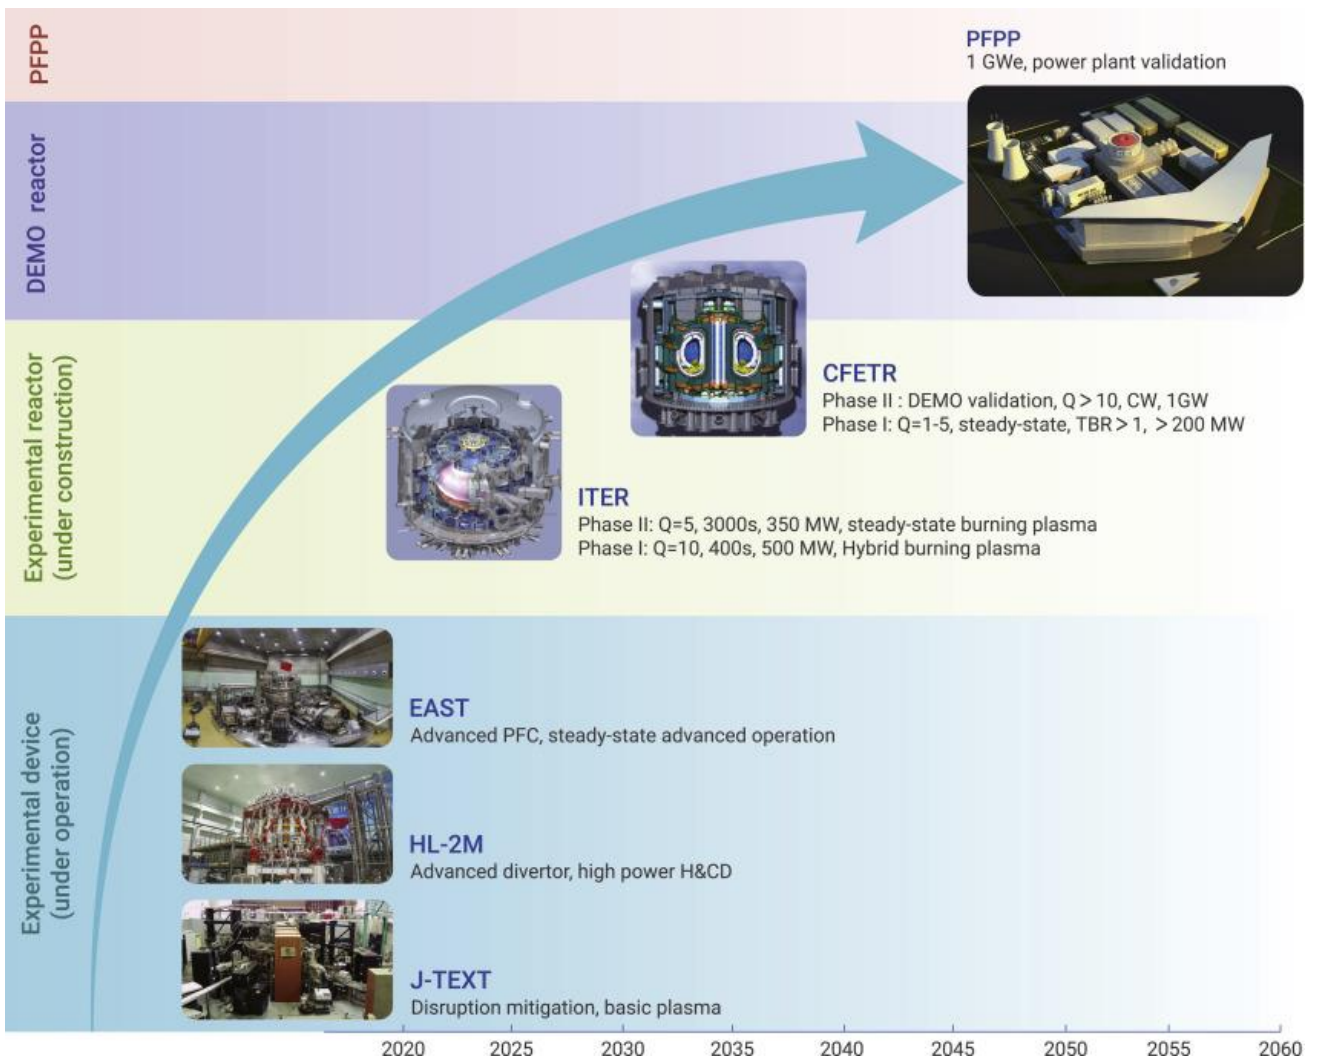 PFPP
PFPP
1 GWe, power plant validation
DEMO reactor
CFETR
Phase II : DEMO validation, Q > 10, CW, 1GW
Phase I: Q=1-5, steady-state, TBR > 1, > 200 MW
Experimental reactor
(under construction)
ITER
Phase II: Q=5, 3000s, 350 MW, steady-state burning plasma
Phase I: Q=10, 400s, 500 MW, Hybrid burning plasma
Experimental device
(under operation)
EAST
Advanced PFC, steady-state advanced operation
HL-2M
Advanced divertor, high power H&CD
J-TEXT
Disruption mitigation, basic plasma
2020 2025 2030 2035 2040 2045 2050 2055 2060